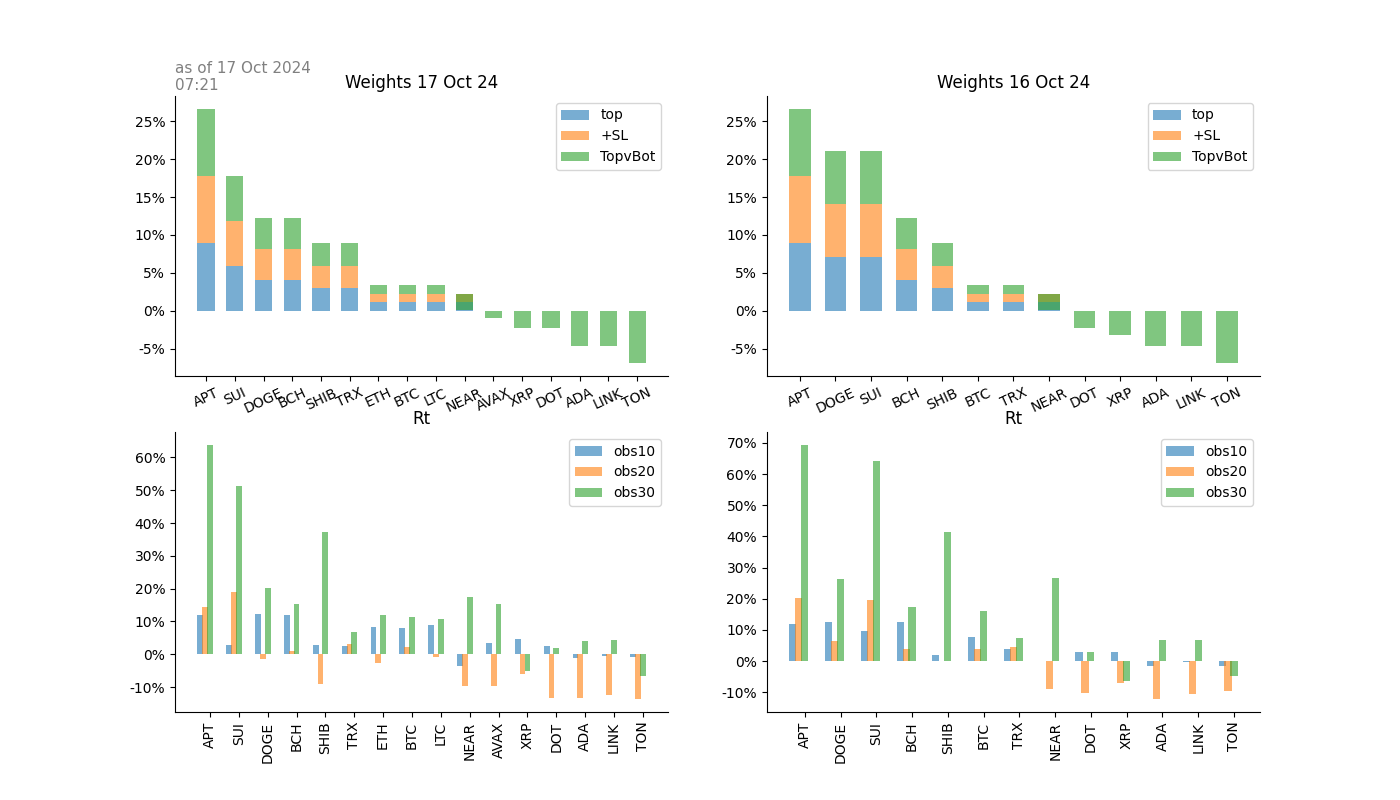 as of 17 Oct 2024
07:21
Weights 17 Oct 24
25%
20%
15%
10%
5%
0%
-5%
top
+SL
TopvBot
APT SUI DOGE BCH SHIB TRX ETH BTC LTC NEAR AVAX XRP DOT ADA LINK TON
Weights 16 Oct 24
25%
20%
15%
10%
5%
0%
-5%
top
+SL
TopvBot
APT DOGE SUI BCH SHIB BTC TRX NEAR DOT XRP ADA LINK TON
Rt
60%
50%
40%
30%
20%
10%
0%
-10%
obs10
obs20
obs30
APT SUI DOGE BCH SHIB TRX ETH BTC LTC NEAR AVAX XRP DOT ADA LINK TON
Rt
70%
60%
50%
40%
30%
20%
10%
0%
-10%
obs10
obs20
obs30
APT DOGE SUI BCH SHIB BTC TRX NEAR DOT XRP ADA LINK TON